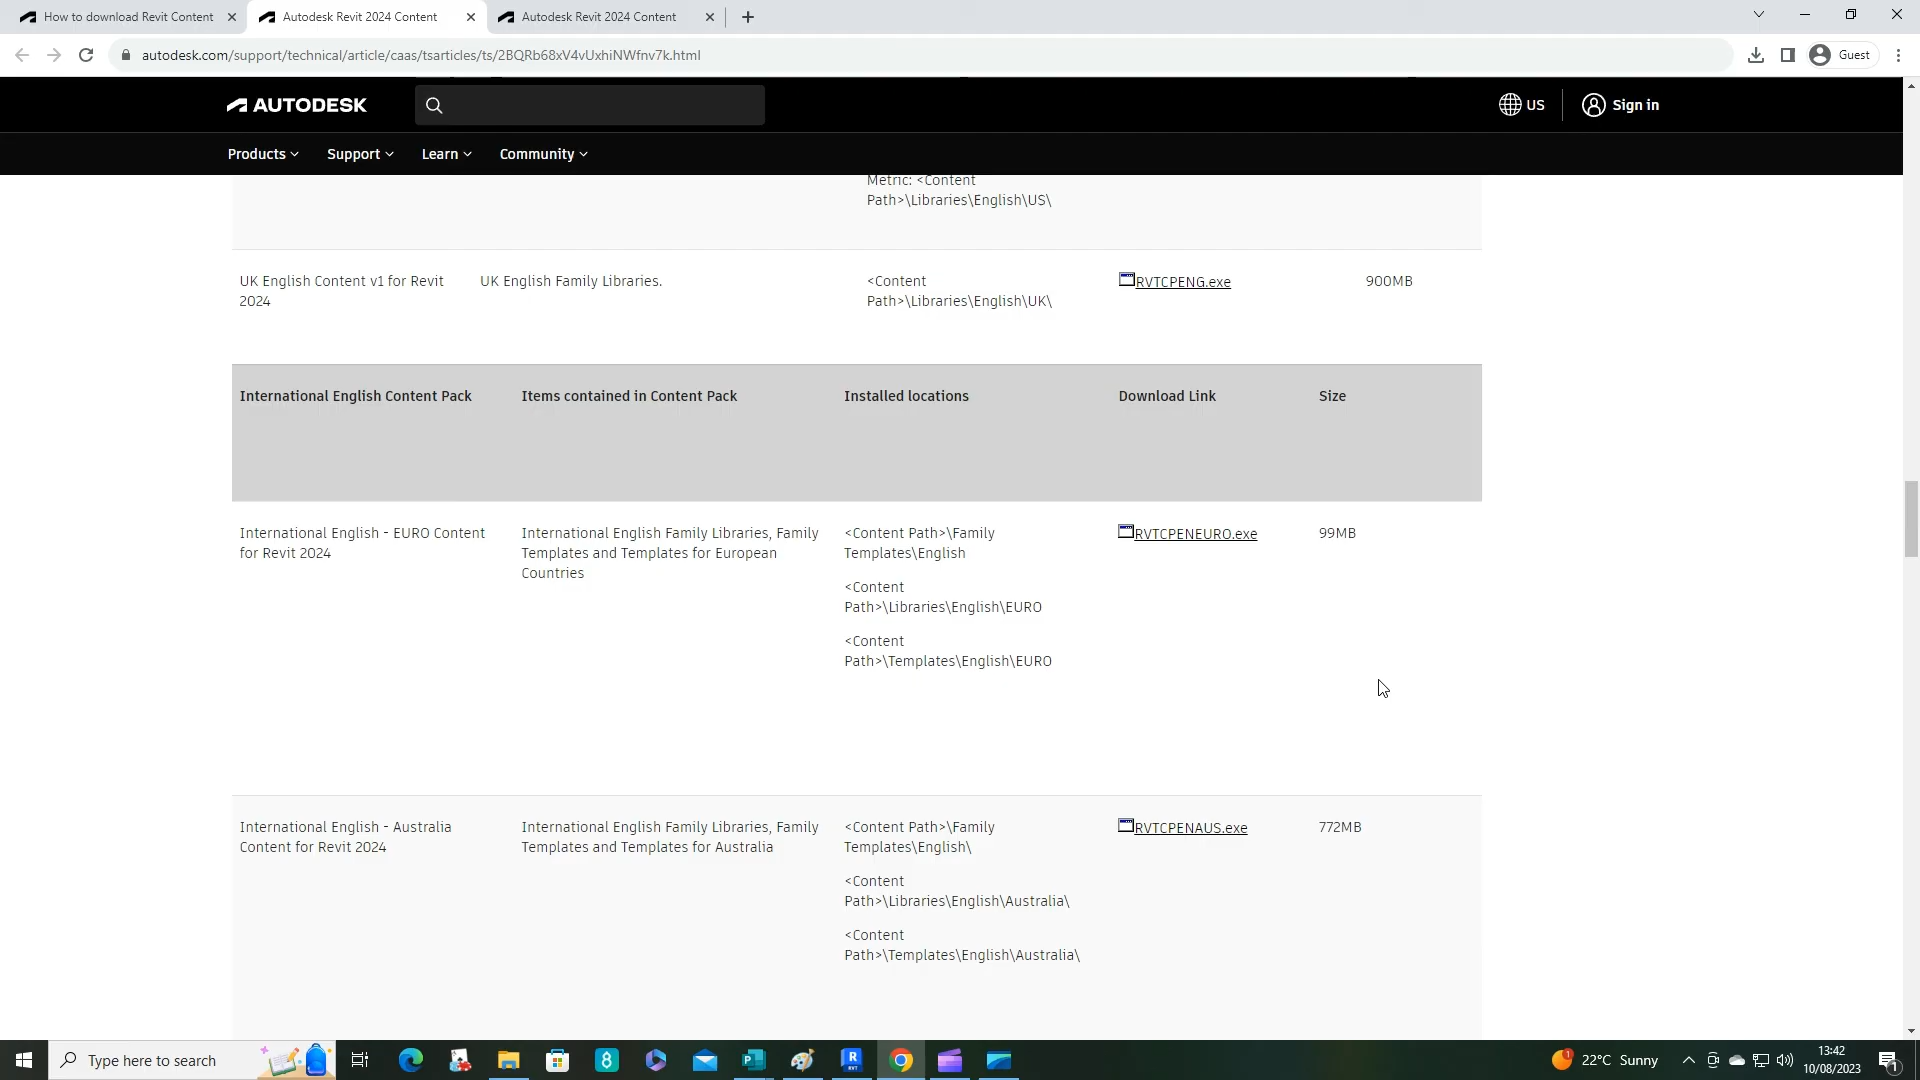 How to download Revit Content
Autodesk Revit 2024 Content
Autodesk Revit 2024 Content
autodesk.com/support/technical/article/caas/tsarticles/ts/2BQRb68xV4vUxhiNWfnv7k.html
Guest
AUTODESK
US
Sign in
Products
Support
Learn
Community
Metric: <Content
Path>\Libraries\English\US\
UK English Content v1 for Revit
2024
UK English Family Libraries.
<Content
Path>\Libraries\English\UK\
RVTCPENG.exe
900MB
International English Content Pack
Items contained in Content Pack
Installed locations
Download Link
Size
International English - EURO Content
for Revit 2024
International English Family Libraries, Family
Templates and Templates for European
Countries
<Content Path>\Family
Templates\English
<Content
Path>\Libraries\English\EURO
<Content
Path>\Templates\English\EURO
RVTCPENEURO.exe
99MB
International English - Australia
Content for Revit 2024
International English Family Libraries, Family
Templates and Templates for Australia
<Content Path>\Family
Templates\English\
<Content
Path>\Libraries\English\Australia\
<Content
Path>\Templates\English\Australia\
RVTCPENAUS.exe
772MB
Type here to search
22°C Sunny
13:42
10/08/2023